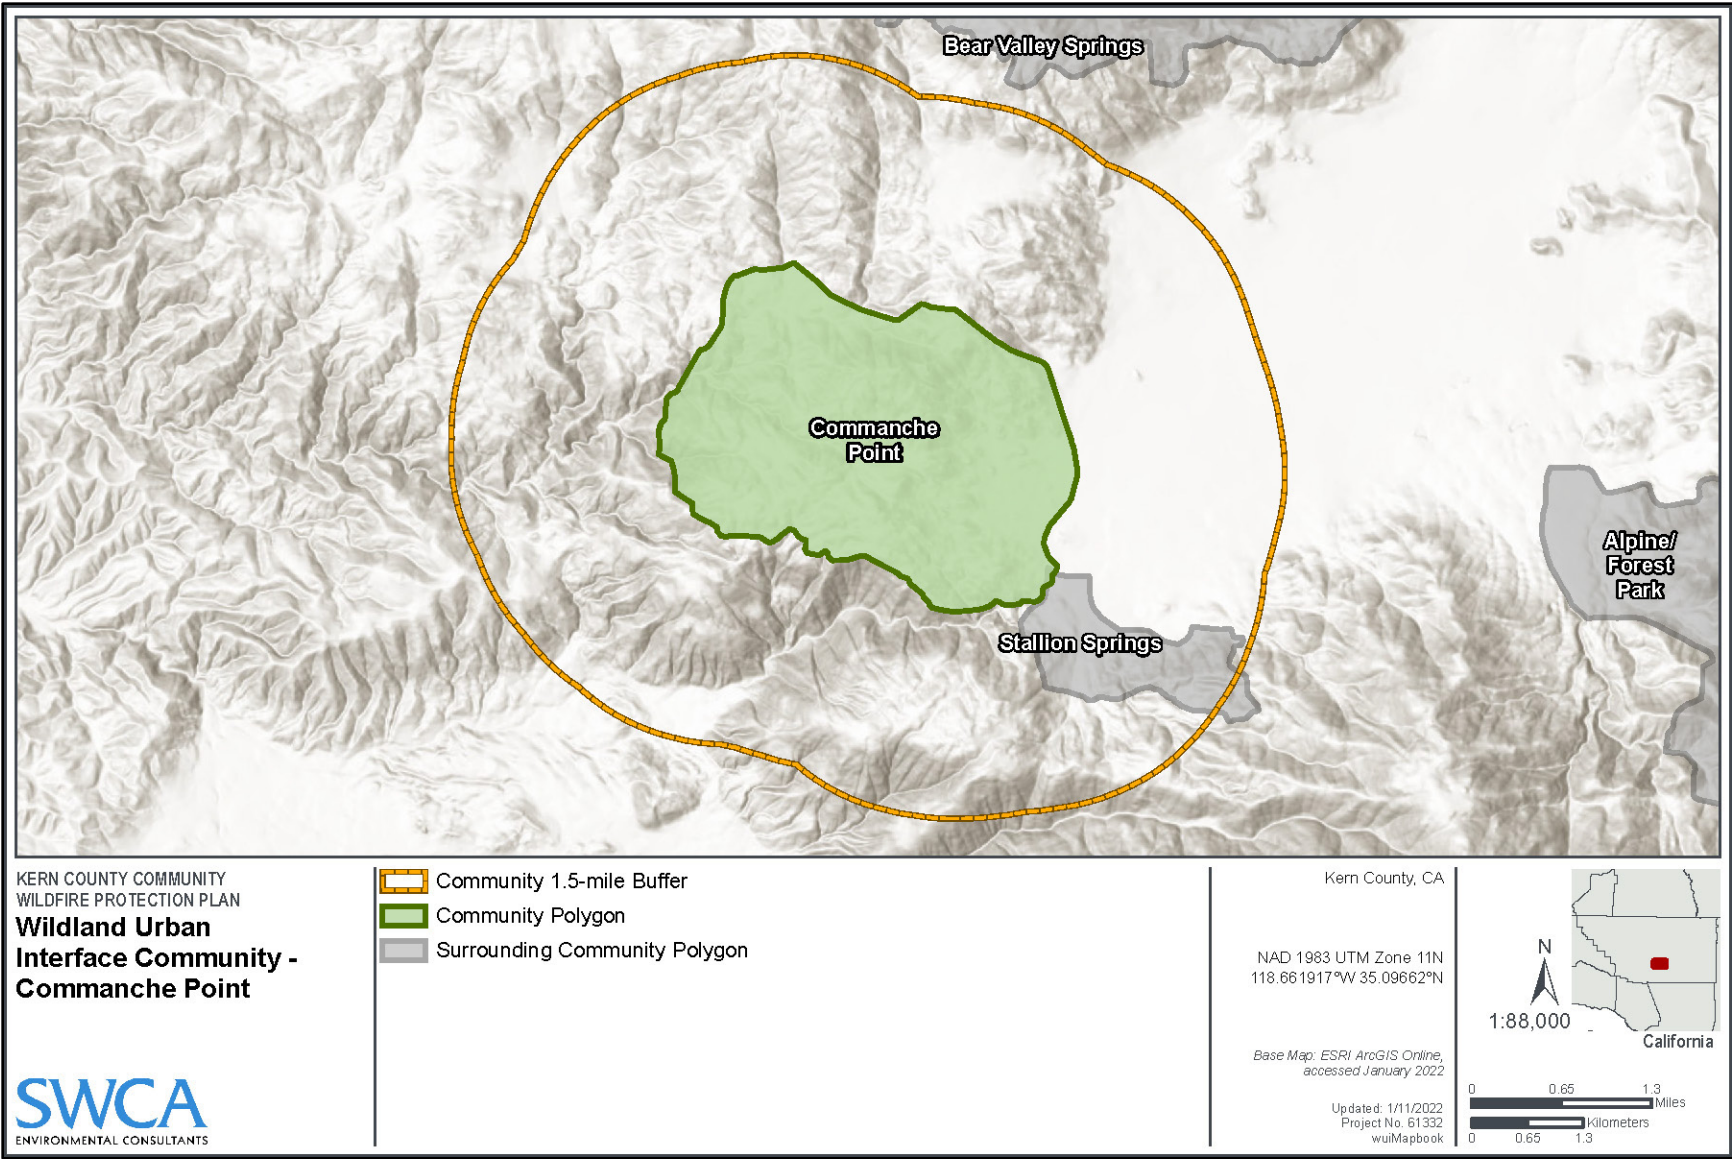 Bear Valley Springs
Commanche
Point
Alpine/
Forest
Park
Stallion Springs
KERN COUNTY COMMUNITY
WILDFIRE PROTECTION PLAN
Wildland Urban
Interface Community -
Commanche Point
SWCA
ENVIRONMENTAL CONSULTANTS
Community 1.5-mile Buffer
Community Polygon
Surrounding Community Polygon
Kern County, CA
NAD 1983 UTM Zone 11N
118.661917°W 35.09662°N
Base Map: ESRI ArcGIS Online,
accessed January 2022
Updated: 1/11/2022
Project No. 61332
wuiMapbook
N
1:88,000
California
0 0.65 1.3
Miles
Kilometers
0 0.65 1.3